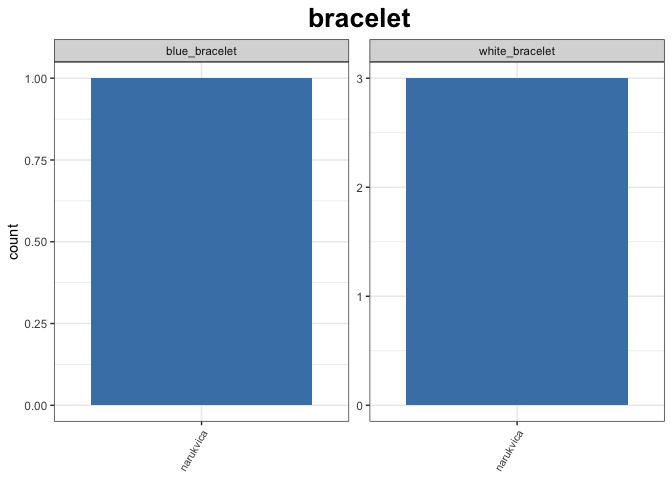 bracelet
blue_bracelet
white_bracelet
count
1.00
0.75
0.50
0.25
0.00
3
2
1
0
narukvica
narukvica